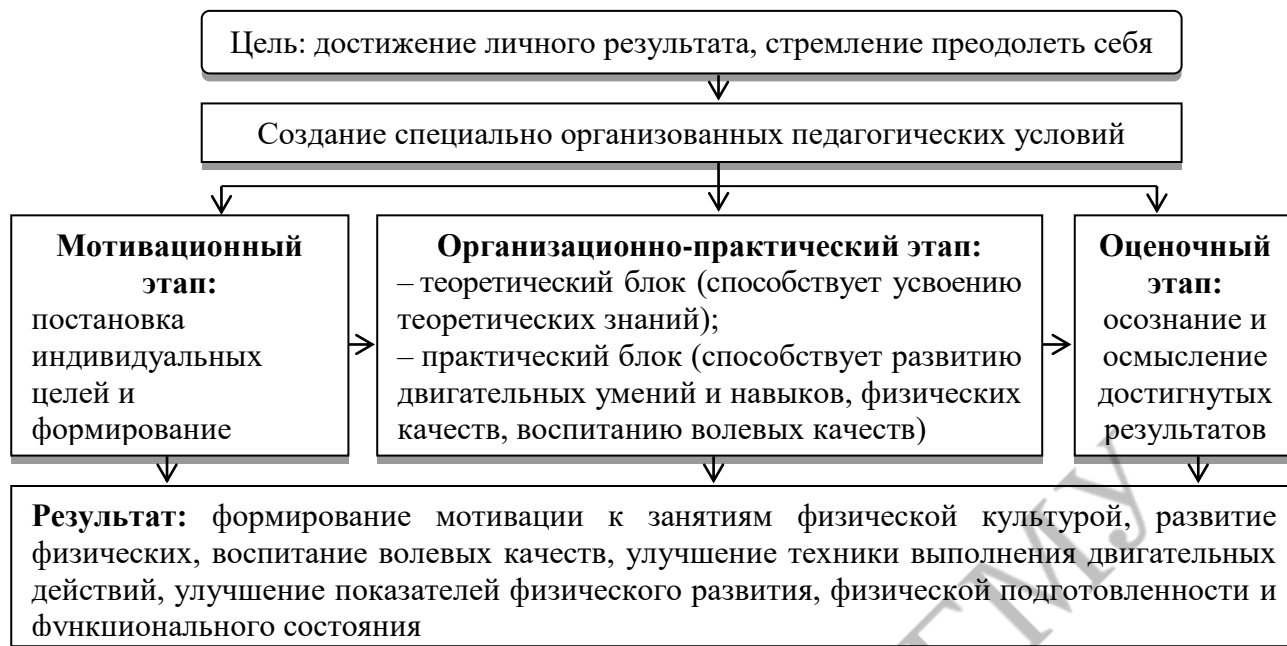 Цель: достижение личного результата, стремление преодолеть себя
Создание специально организованных педагогических условий
Мотивационный
этап:
постановка
индивидуальных
целей и
формирование
Организационно-практический этап:
– теоретический блок (способствует усвоению
теоретических знаний);
– практический блок (способствует развитию
двигательных умений и навыков, физических
качеств, воспитанию волевых качеств)
Оценочный
этап:
осознание и
осмысление
достигнутых
результатов
Результат: формирование мотивации к занятиям физической культурой, развитие
физических, воспитание волевых качеств, улучшение техники выполнения двигательных
действий, улучшение показателей физического развития, физической подготовленности и
функционального состояния
ГМУ